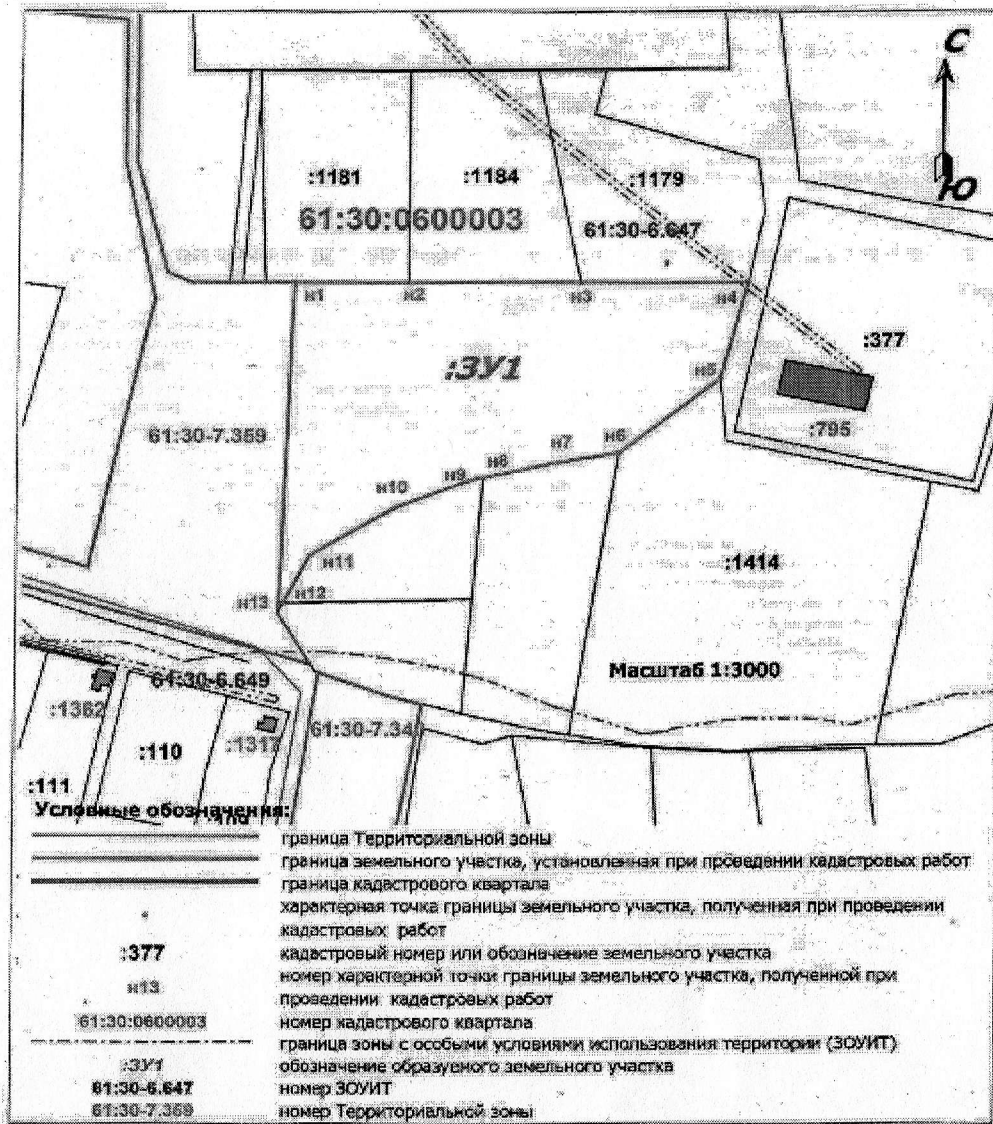 С
Ю
:1181
:1184
:1179
61:30:0600003
61:30-6.647
н1
н2
н3
н4
:377
:ЗУ1
н5
:795
61:30-7.359
н6
н7
н8
н9
н10
н11
:1414
н12
н13
Масштаб 1:3000
61:30-6.649
:1362
61:30-7.34
:1317
:110
:111
Условные обозначения:
граница Территориальной зоны
граница земельного участка, установленная при проведении кадастровых работ
граница кадастрового квартала
характерная точка границы земельного участка, полученная при проведении
кадастровых работ
:377 кадастровый номер или обозначение земельного участка
н13 номер характерной точки границы земельного участка, полученной при
проведении кадастровых работ
61:30:0600003 номер кадастрового квартала
граница зоны с особыми условиями использования территории (ЗОУИТ)
:ЗУ1 обозначение образуемого земельного участка
61:30-6.647 номер ЗОУИТ
61:30-7.359 номер Территориальной зоны